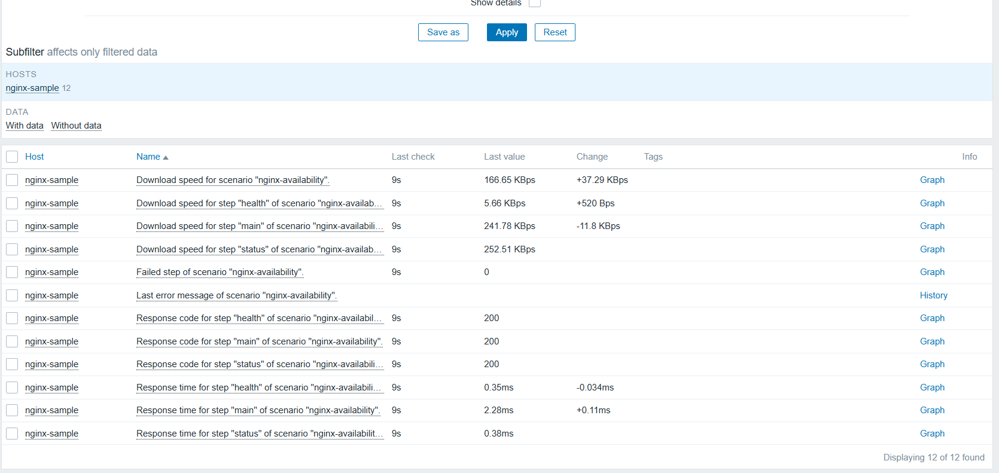 Show details
Save as Apply Reset
Subfilter affects only filtered data
HOSTS
nginx-sample 12
DATA
With data Without data
Host Name Last check Last value Change Tags Info
nginx-sample Download speed for scenario "nginx-availability". 9s 166.65 KBps +37.29 KBps Graph
nginx-sample Download speed for step "health" of scenario "nginx-availab... 9s 5.66 KBps +520 Bps Graph
nginx-sample Download speed for step "main" of scenario "nginx-availabili... 9s 241.78 KBps -11.8 KBps Graph
nginx-sample Download speed for step "status" of scenario "nginx-availab... 9s 252.51 KBps Graph
nginx-sample Failed step of scenario "nginx-availability". 9s 0 Graph
nginx-sample Last error message of scenario "nginx-availability". History
nginx-sample Response code for step "health" of scenario "nginx-availabil... 9s 200 Graph
nginx-sample Response code for step "main" of scenario "nginx-availability". 9s 200 Graph
nginx-sample Response code for step "status" of scenario "nginx-availabili... 9s 200 Graph
nginx-sample Response time for step "health" of scenario "nginx-availabili... 9s 0.35ms -0.034ms Graph
nginx-sample Response time for step "main" of scenario "nginx-availability". 9s 2.28ms +0.11ms Graph
nginx-sample Response time for step "status" of scenario "nginx-availabilit... 9s 0.38ms Graph
Displaying 12 of 12 found